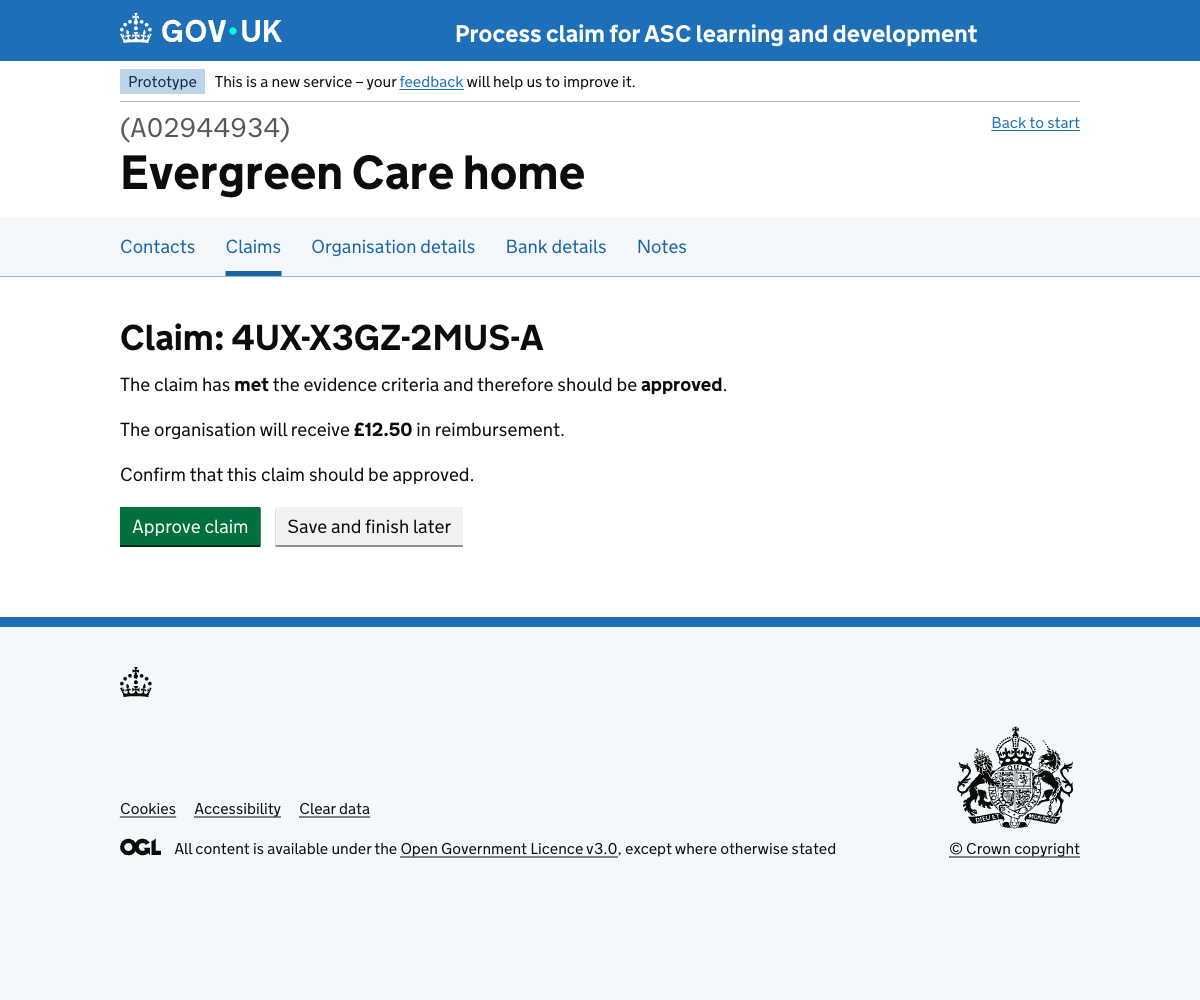 GOV·UK
Process claim for ASC learning and development
Prototype
This is a new service – your feedback will help us to improve it.
(A02944934)
Back to start
Evergreen Care home
Contacts
Claims
Organisation details
Bank details
Notes
Claim: 4UX-X3GZ-2MUS-A
The claim has met the evidence criteria and therefore should be approved.
The organisation will receive £12.50 in reimbursement.
Confirm that this claim should be approved.
Approve claim
Save and finish later
Cookies
Accessibility
Clear data
OGL
All content is available under the Open Government Licence v3.0, except where otherwise stated
© Crown copyright